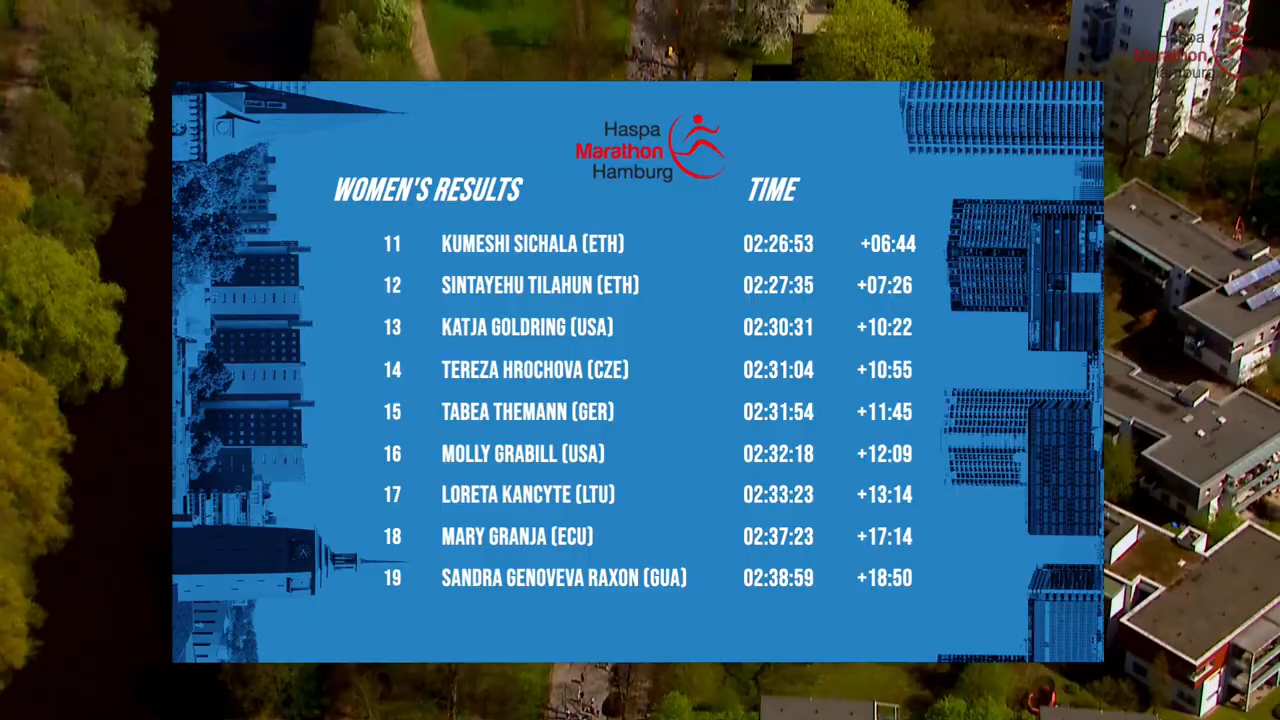 Haspa
Marathon
Hamburg
Haspa
Marathon
Hamburg
WOMEN'S RESULTS TIME
11 KUMESHI SICHALA (ETH) 02:26:53 +06:44
12 SINTAYEHU TILAHUN (ETH) 02:27:35 +07:26
13 KATJA GOLDRING (USA) 02:30:31 +10:22
14 TEREZA HROCHOVA (CZE) 02:31:04 +10:55
15 TABEA THEMANN (GER) 02:31:54 +11:45
16 MOLLY GRABILL (USA) 02:32:18 +12:09
17 LORETA KANCYTE (LTU) 02:33:23 +13:14
18 MARY GRANJA (ECU) 02:37:23 +17:14
19 SANDRA GENOVEVA RAXON (GUA) 02:38:59 +18:50